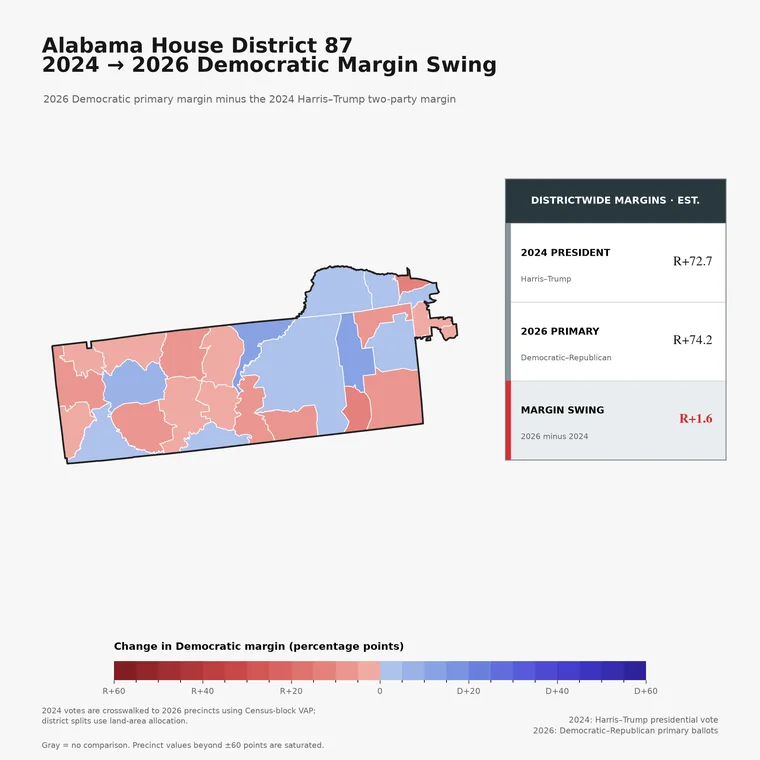 Alabama House District 87
2024 → 2026 Democratic Margin Swing
2026 Democratic primary margin minus the 2024 Harris–Trump two-party margin
DISTRICTWIDE MARGINS · EST.
2024 PRESIDENT
R+72.7
Harris–Trump
2026 PRIMARY
R+74.2
Democratic–Republican
MARGIN SWING
R+1.6
2026 minus 2024
Change in Democratic margin (percentage points)
R+60 R+40 R+20 0 D+20 D+40 D+60
2024 votes are crosswalked to 2026 precincts using Census-block VAP;
district splits use land-area allocation.
2024: Harris–Trump presidential vote
2026: Democratic–Republican primary ballots
Gray = no comparison. Precinct values beyond ±60 points are saturated.